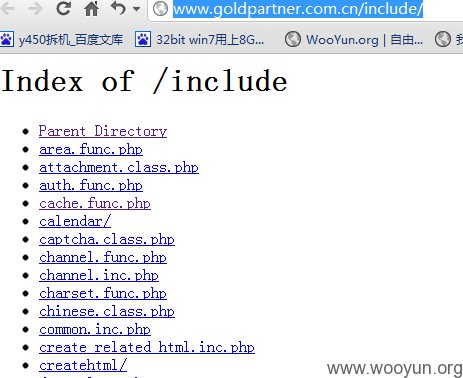 www.goldpartner.com.cn/include/
y450拆机_百度文库 32bit win7用上8G... WooYun.org | 自由...
Index of /include
Parent Directory
area.func.php
attachment.class.php
auth.func.php
cache.func.php
calendar/
captcha.class.php
channel.func.php
channel.inc.php
charset.func.php
chinese.class.php
common.inc.php
create_related_html.inc.php
createhtml/
www.wooyun.org